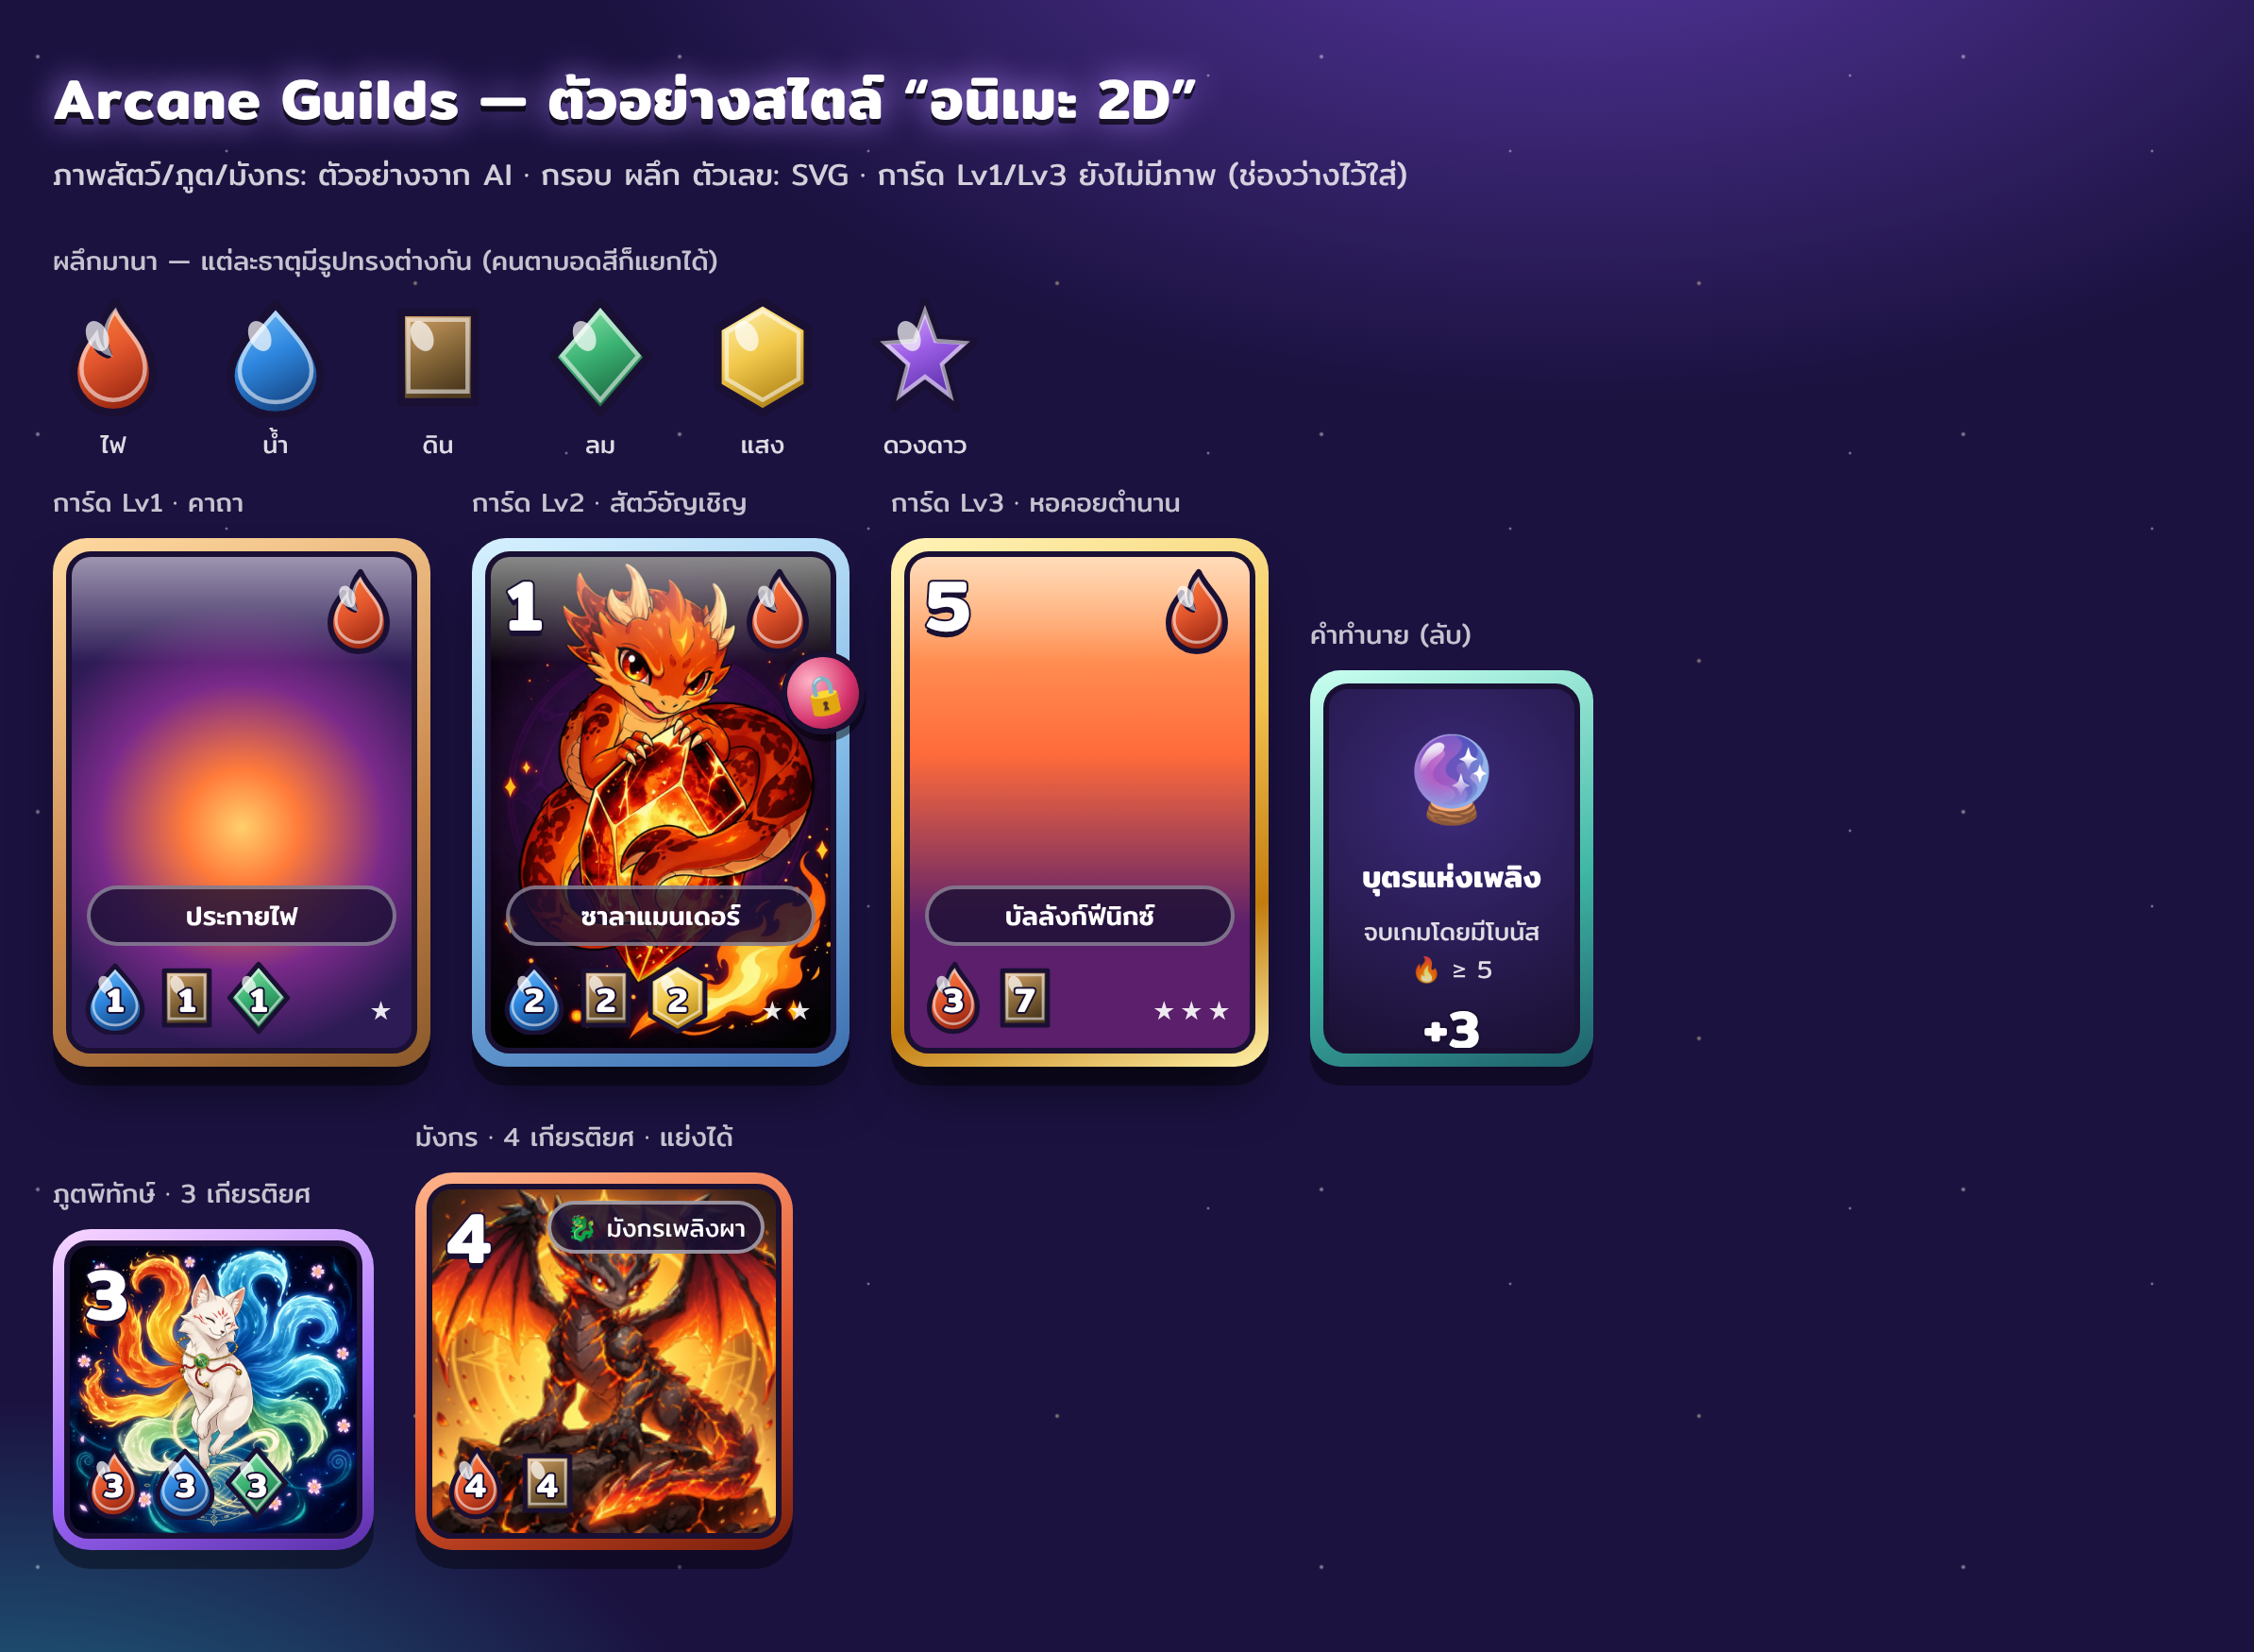 Arcane Guilds — ตัวอย่างสไตล์ “อนิเมะ 2D”
ภาพสัตว์/ภูต/มังกร: ตัวอย่างจาก AI · กรอบ ผลึก ตัวเลข: SVG · การ์ด Lv1/Lv3 ยังไม่มีภาพ (ช่องว่างไว้ใส่)
ผลึกมานา — แต่ละธาตุมีรูปทรงต่างกัน (คนตาบอดสีก็แยกได้)
ไฟ
น้ำ
ดิน
ลม
แสง
ดวงดาว
การ์ด Lv1 · คาถา
ประกายไฟ
1 1 1
★
การ์ด Lv2 · สัตว์อัญเชิญ
1
ซาลาแมนเดอร์
2 2 2
★★
การ์ด Lv3 · หอคอยตำนาน
5
บัลลังก์ฟีนิกซ์
3 7
★★★
คำทำนาย (ลับ)
บุตรแห่งเพลิง
จบเกมโดยมีโบนัส
🔥 ≥ 5
+3
ภูตพิทักษ์ · 3 เกียรติยศ
3
3 3 3
มังกร · 4 เกียรติยศ · แย่งได้
4
🐉 มังกรเพลิงผา
4 4